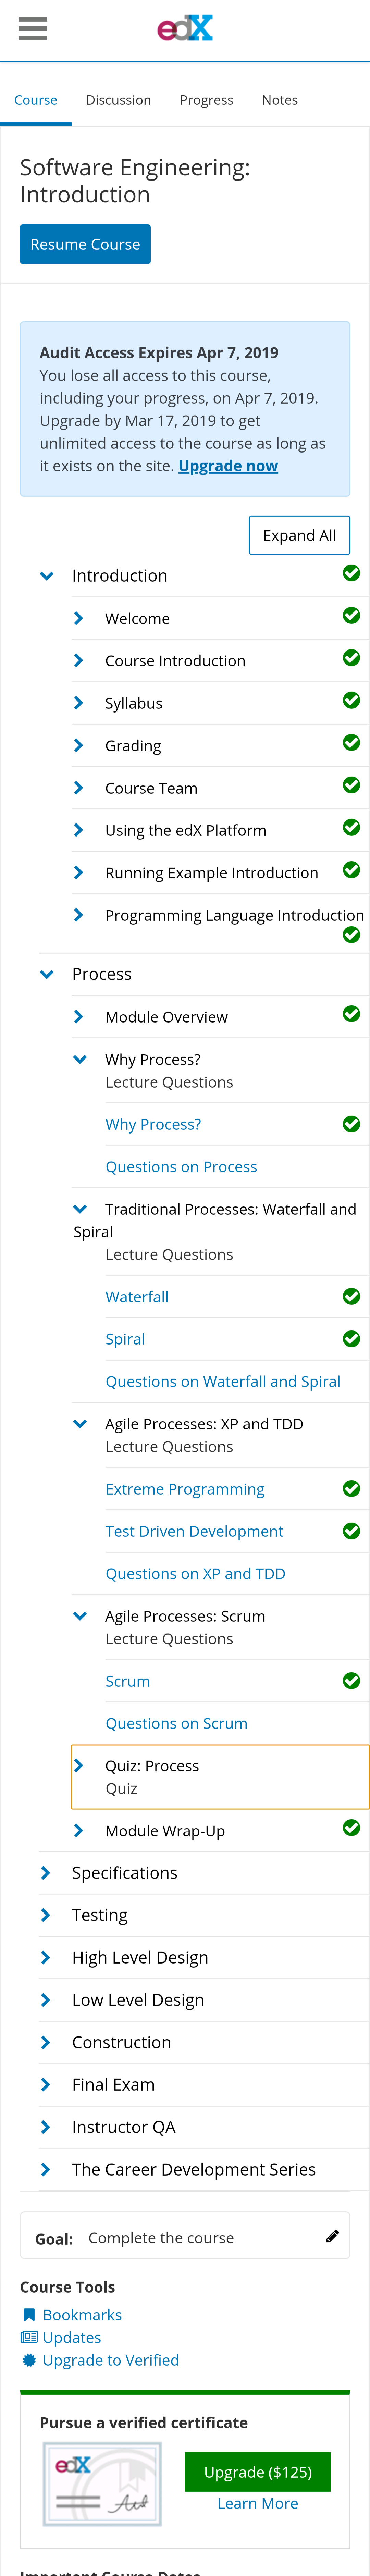 edX
Course
Discussion
Progress
Notes
Software Engineering:
Introduction
Resume Course
Audit Access Expires Apr 7, 2019
You lose all access to this course,
including your progress, on Apr 7, 2019.
Upgrade by Mar 17, 2019 to get
unlimited access to the course as long as
it exists on the site. Upgrade now
Expand All
Introduction
Welcome
Course Introduction
Syllabus
Grading
Course Team
Using the edX Platform
Running Example Introduction
Programming Language Introduction
Process
Module Overview
Why Process?
Lecture Questions
Why Process?
Questions on Process
Traditional Processes: Waterfall and
Spiral
Lecture Questions
Waterfall
Spiral
Questions on Waterfall and Spiral
Agile Processes: XP and TDD
Lecture Questions
Extreme Programming
Test Driven Development
Questions on XP and TDD
Agile Processes: Scrum
Lecture Questions
Scrum
Questions on Scrum
Quiz: Process
Quiz
Module Wrap-Up
Specifications
Testing
High Level Design
Low Level Design
Construction
Final Exam
Instructor QA
The Career Development Series
Goal: Complete the course
Course Tools
Bookmarks
Updates
Upgrade to Verified
Pursue a verified certificate
edX
Upgrade ($125)
Learn More
Important Course Dates